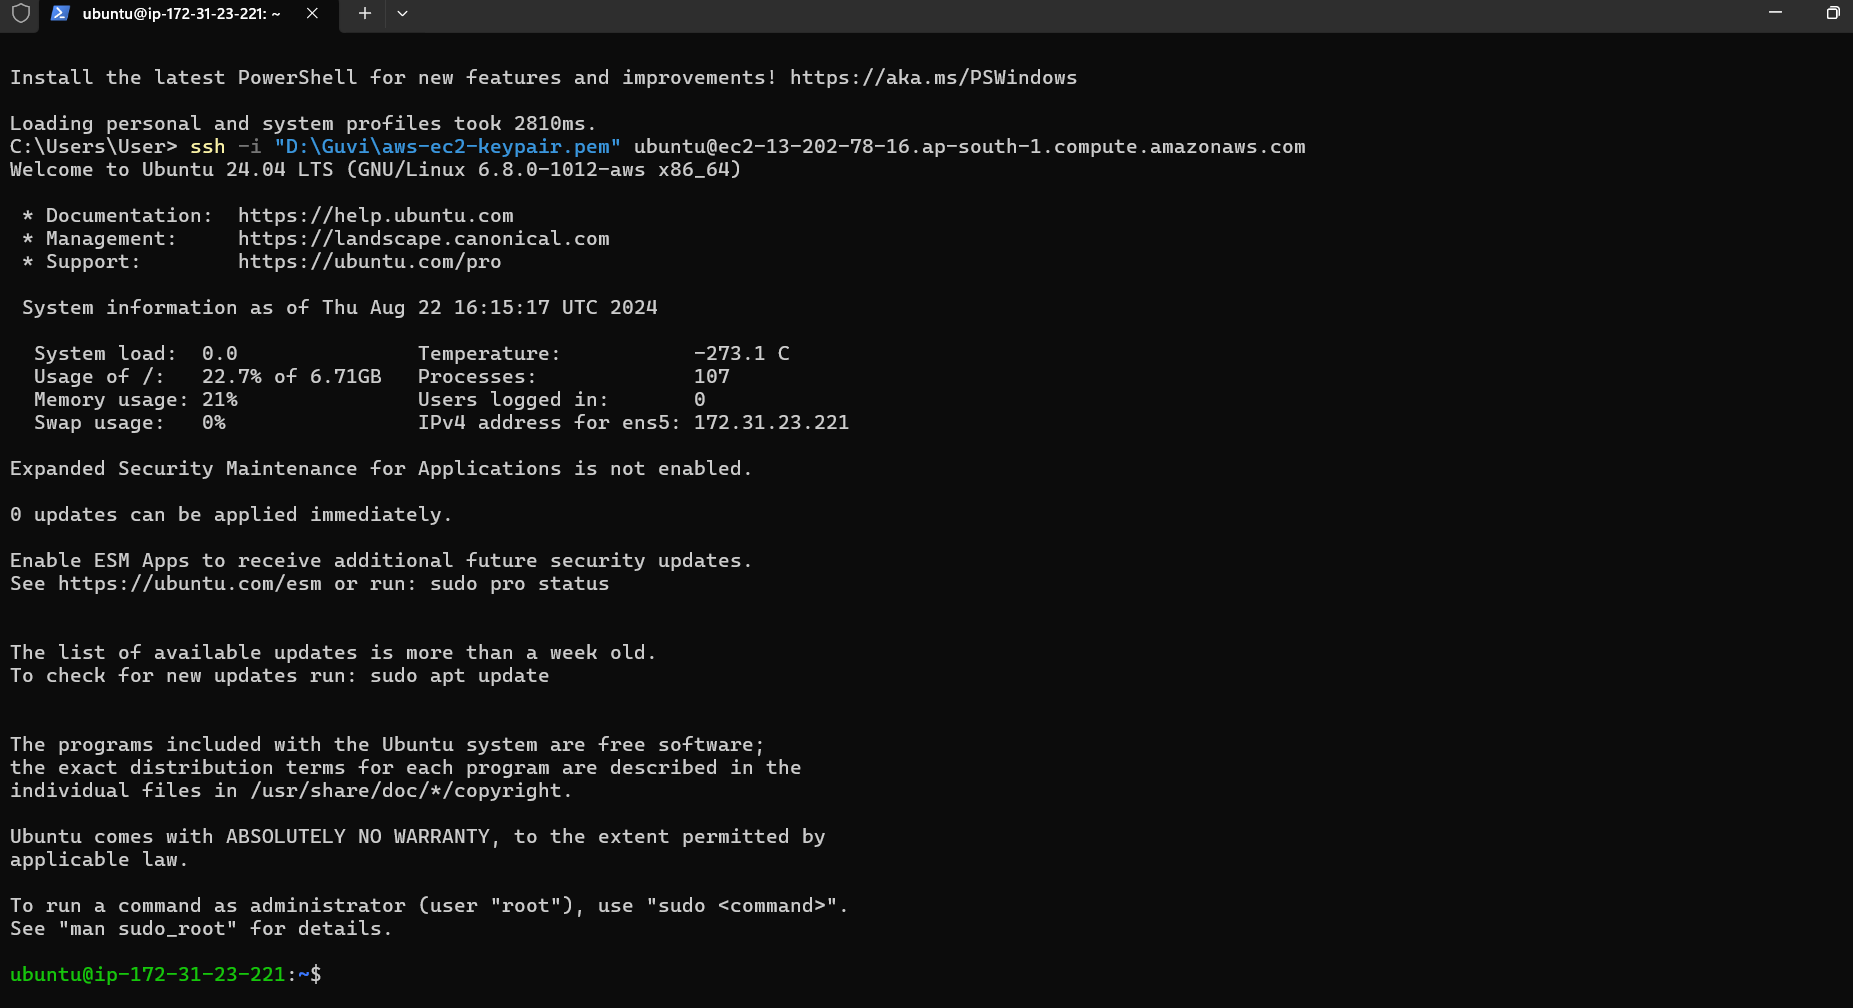 ubuntu@ip-172-31-23-221: ~
Install the latest PowerShell for new features and improvements! https://aka.ms/PSWindows
Loading personal and system profiles took 2810ms.
C:\Users\User> ssh -i "D:\Guvi\aws-ec2-keypair.pem" ubuntu@ec2-13-202-78-16.ap-south-1.compute.amazonaws.com
Welcome to Ubuntu 24.04 LTS (GNU/Linux 6.8.0-1012-aws x86_64)
* Documentation:  https://help.ubuntu.com
* Management:     https://landscape.canonical.com
* Support:        https://ubuntu.com/pro
System information as of Thu Aug 22 16:15:17 UTC 2024
System load:  0.0               Temperature:           -273.1 C
Usage of /:   22.7% of 6.71GB   Processes:             107
Memory usage: 21%               Users logged in:       0
Swap usage:   0%                IPv4 address for ens5: 172.31.23.221
Expanded Security Maintenance for Applications is not enabled.
0 updates can be applied immediately.
Enable ESM Apps to receive additional future security updates.
See https://ubuntu.com/esm or run: sudo pro status
The list of available updates is more than a week old.
To check for new updates run: sudo apt update
The programs included with the Ubuntu system are free software;
the exact distribution terms for each program are described in the
individual files in /usr/share/doc/*/copyright.
Ubuntu comes with ABSOLUTELY NO WARRANTY, to the extent permitted by
applicable law.
To run a command as administrator (user "root"), use "sudo <command>".
See "man sudo_root" for details.
ubuntu@ip-172-31-23-221:~$